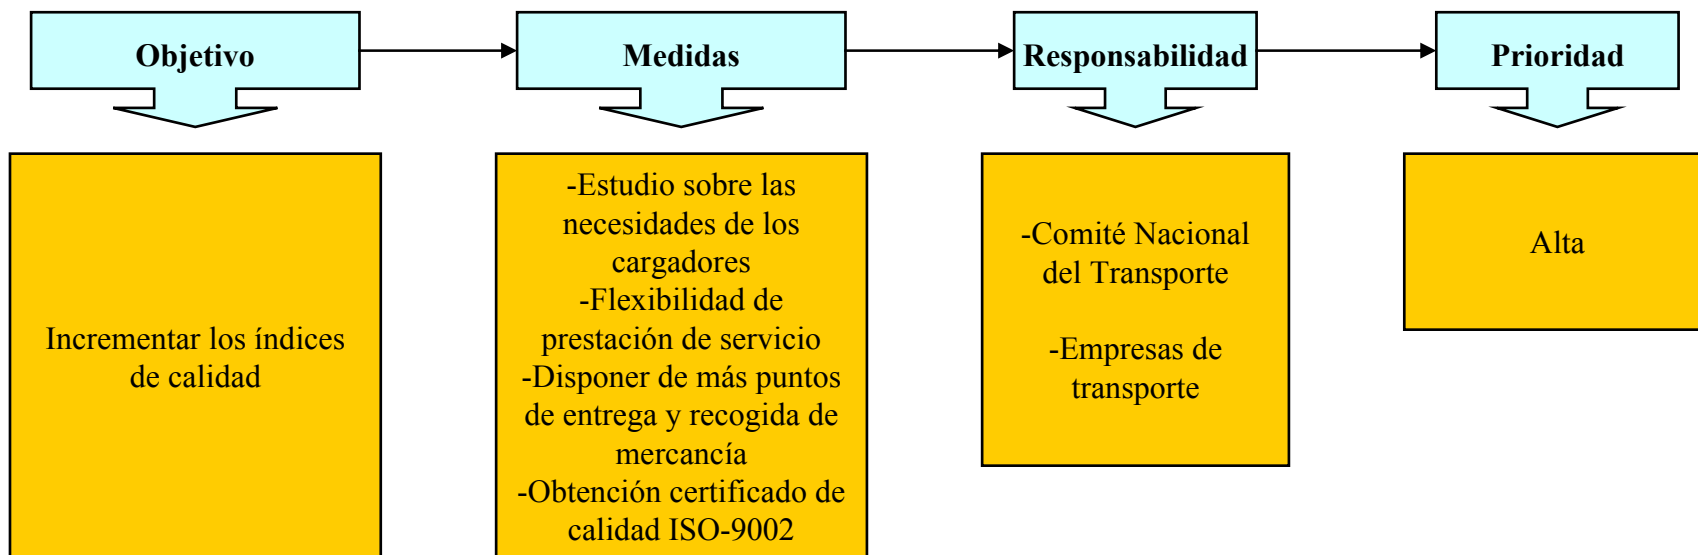 Objetivo
Medidas
Responsabilidad
Prioridad
Incrementar los índices
de calidad
-Estudio sobre las
necesidades de los
cargadores
-Flexibilidad de
prestación de servicio
-Disponer de más puntos
de entrega y recogida de
mercancía
-Obtención certificado de
calidad ISO-9002
-Comité Nacional
del Transporte
-Empresas de
transporte
Alta